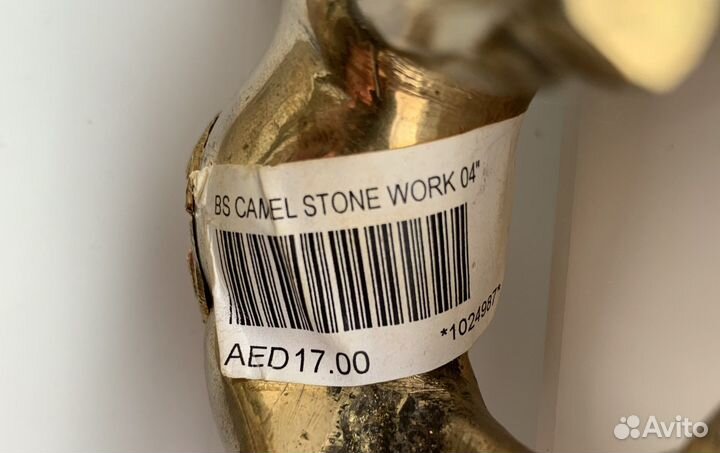 BS CAMEL STONE WORK 04"
*1024987*
AED17.00
Avito